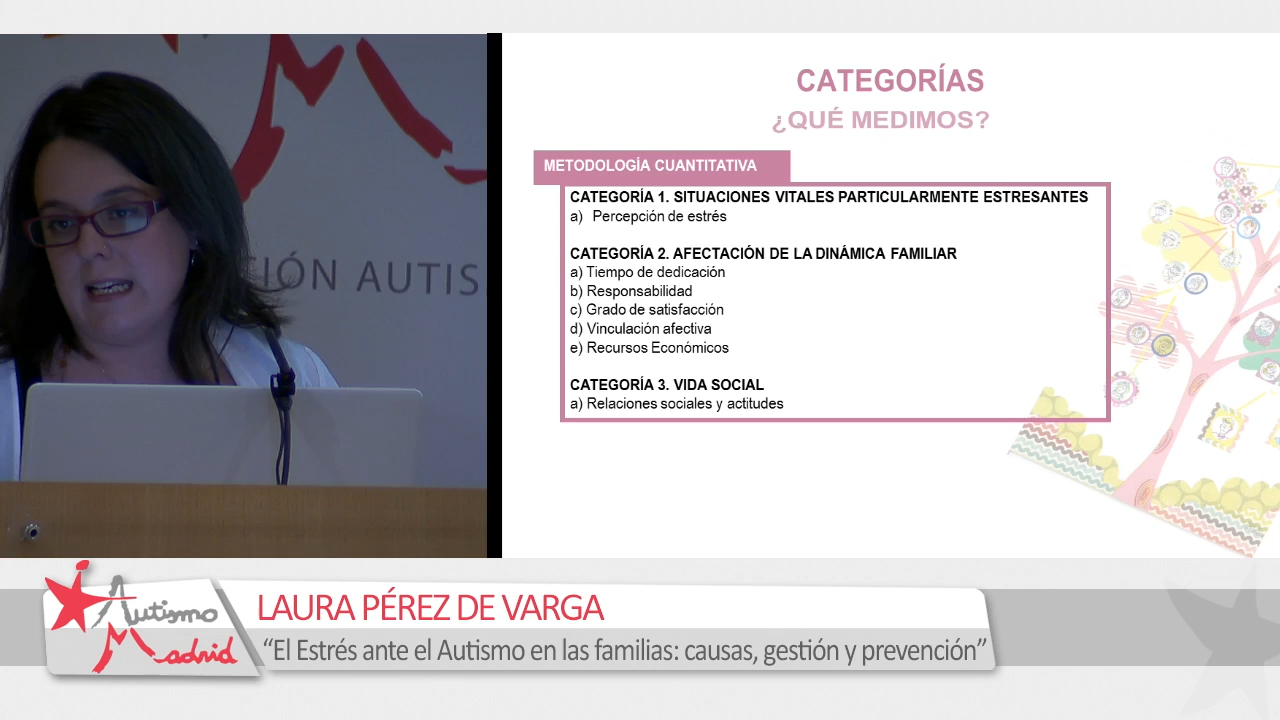 CIÓN AUTIS
CATEGORÍAS
¿QUÉ MEDIMOS?
METODOLOGÍA CUANTITATIVA
CATEGORÍA 1. SITUACIONES VITALES PARTICULARMENTE ESTRESANTES
a) Percepción de estrés
CATEGORÍA 2. AFECTACIÓN DE LA DINÁMICA FAMILIAR
a) Tiempo de dedicación
b) Responsabilidad
c) Grado de satisfacción
d) Vinculación afectiva
e) Recursos Económicos
CATEGORÍA 3. VIDA SOCIAL
a) Relaciones sociales y actitudes
Autismo
Madrid
LAURA PÉREZ DE VARGA
“El Estrés ante el Autismo en las familias: causas, gestión y prevención”